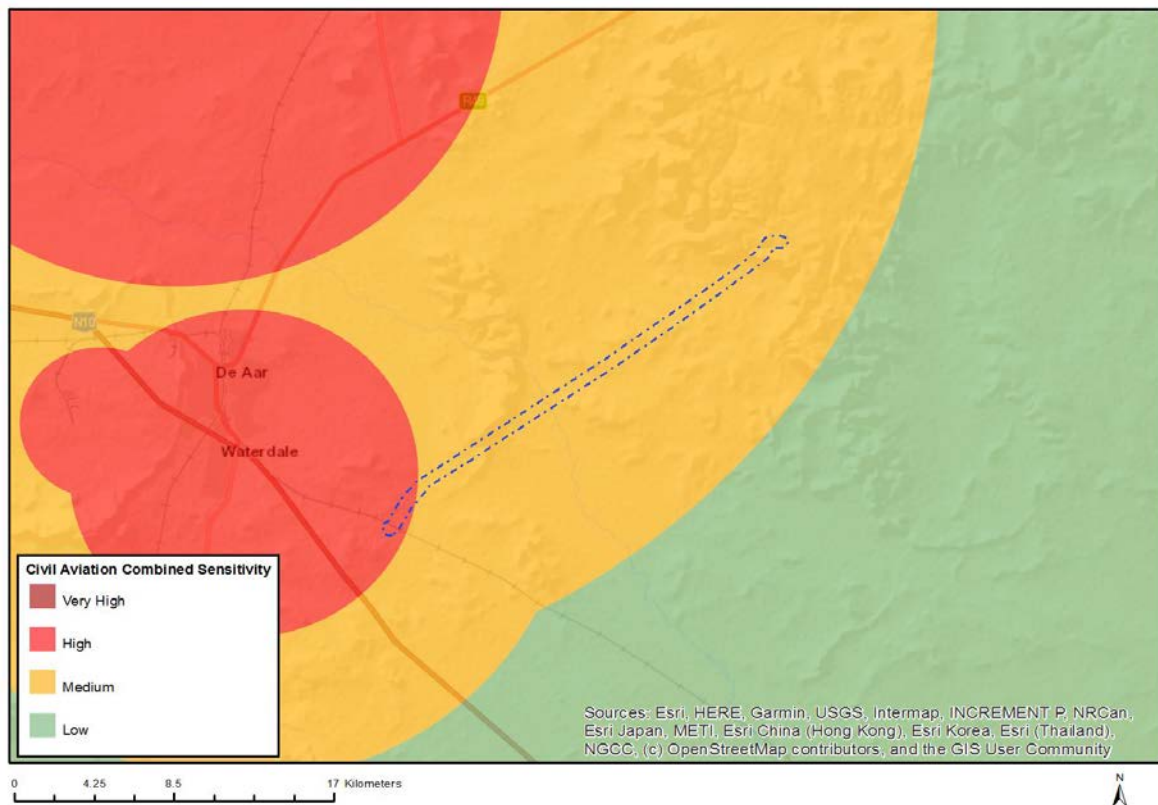 N10
De Aar
Waterdale
Civil Aviation Combined Sensitivity
Very High
High
Medium
Low
Sources: Esri, HERE, Garmin, USGS, Intermap, INCREMENT P, NRCan,
Esri Japan, METI, Esri China (Hong Kong), Esri Korea, Esri (Thailand),
NGCC, (c) OpenStreetMap contributors, and the GIS User Community
0 4.25 8.5 17 Kilometers
N